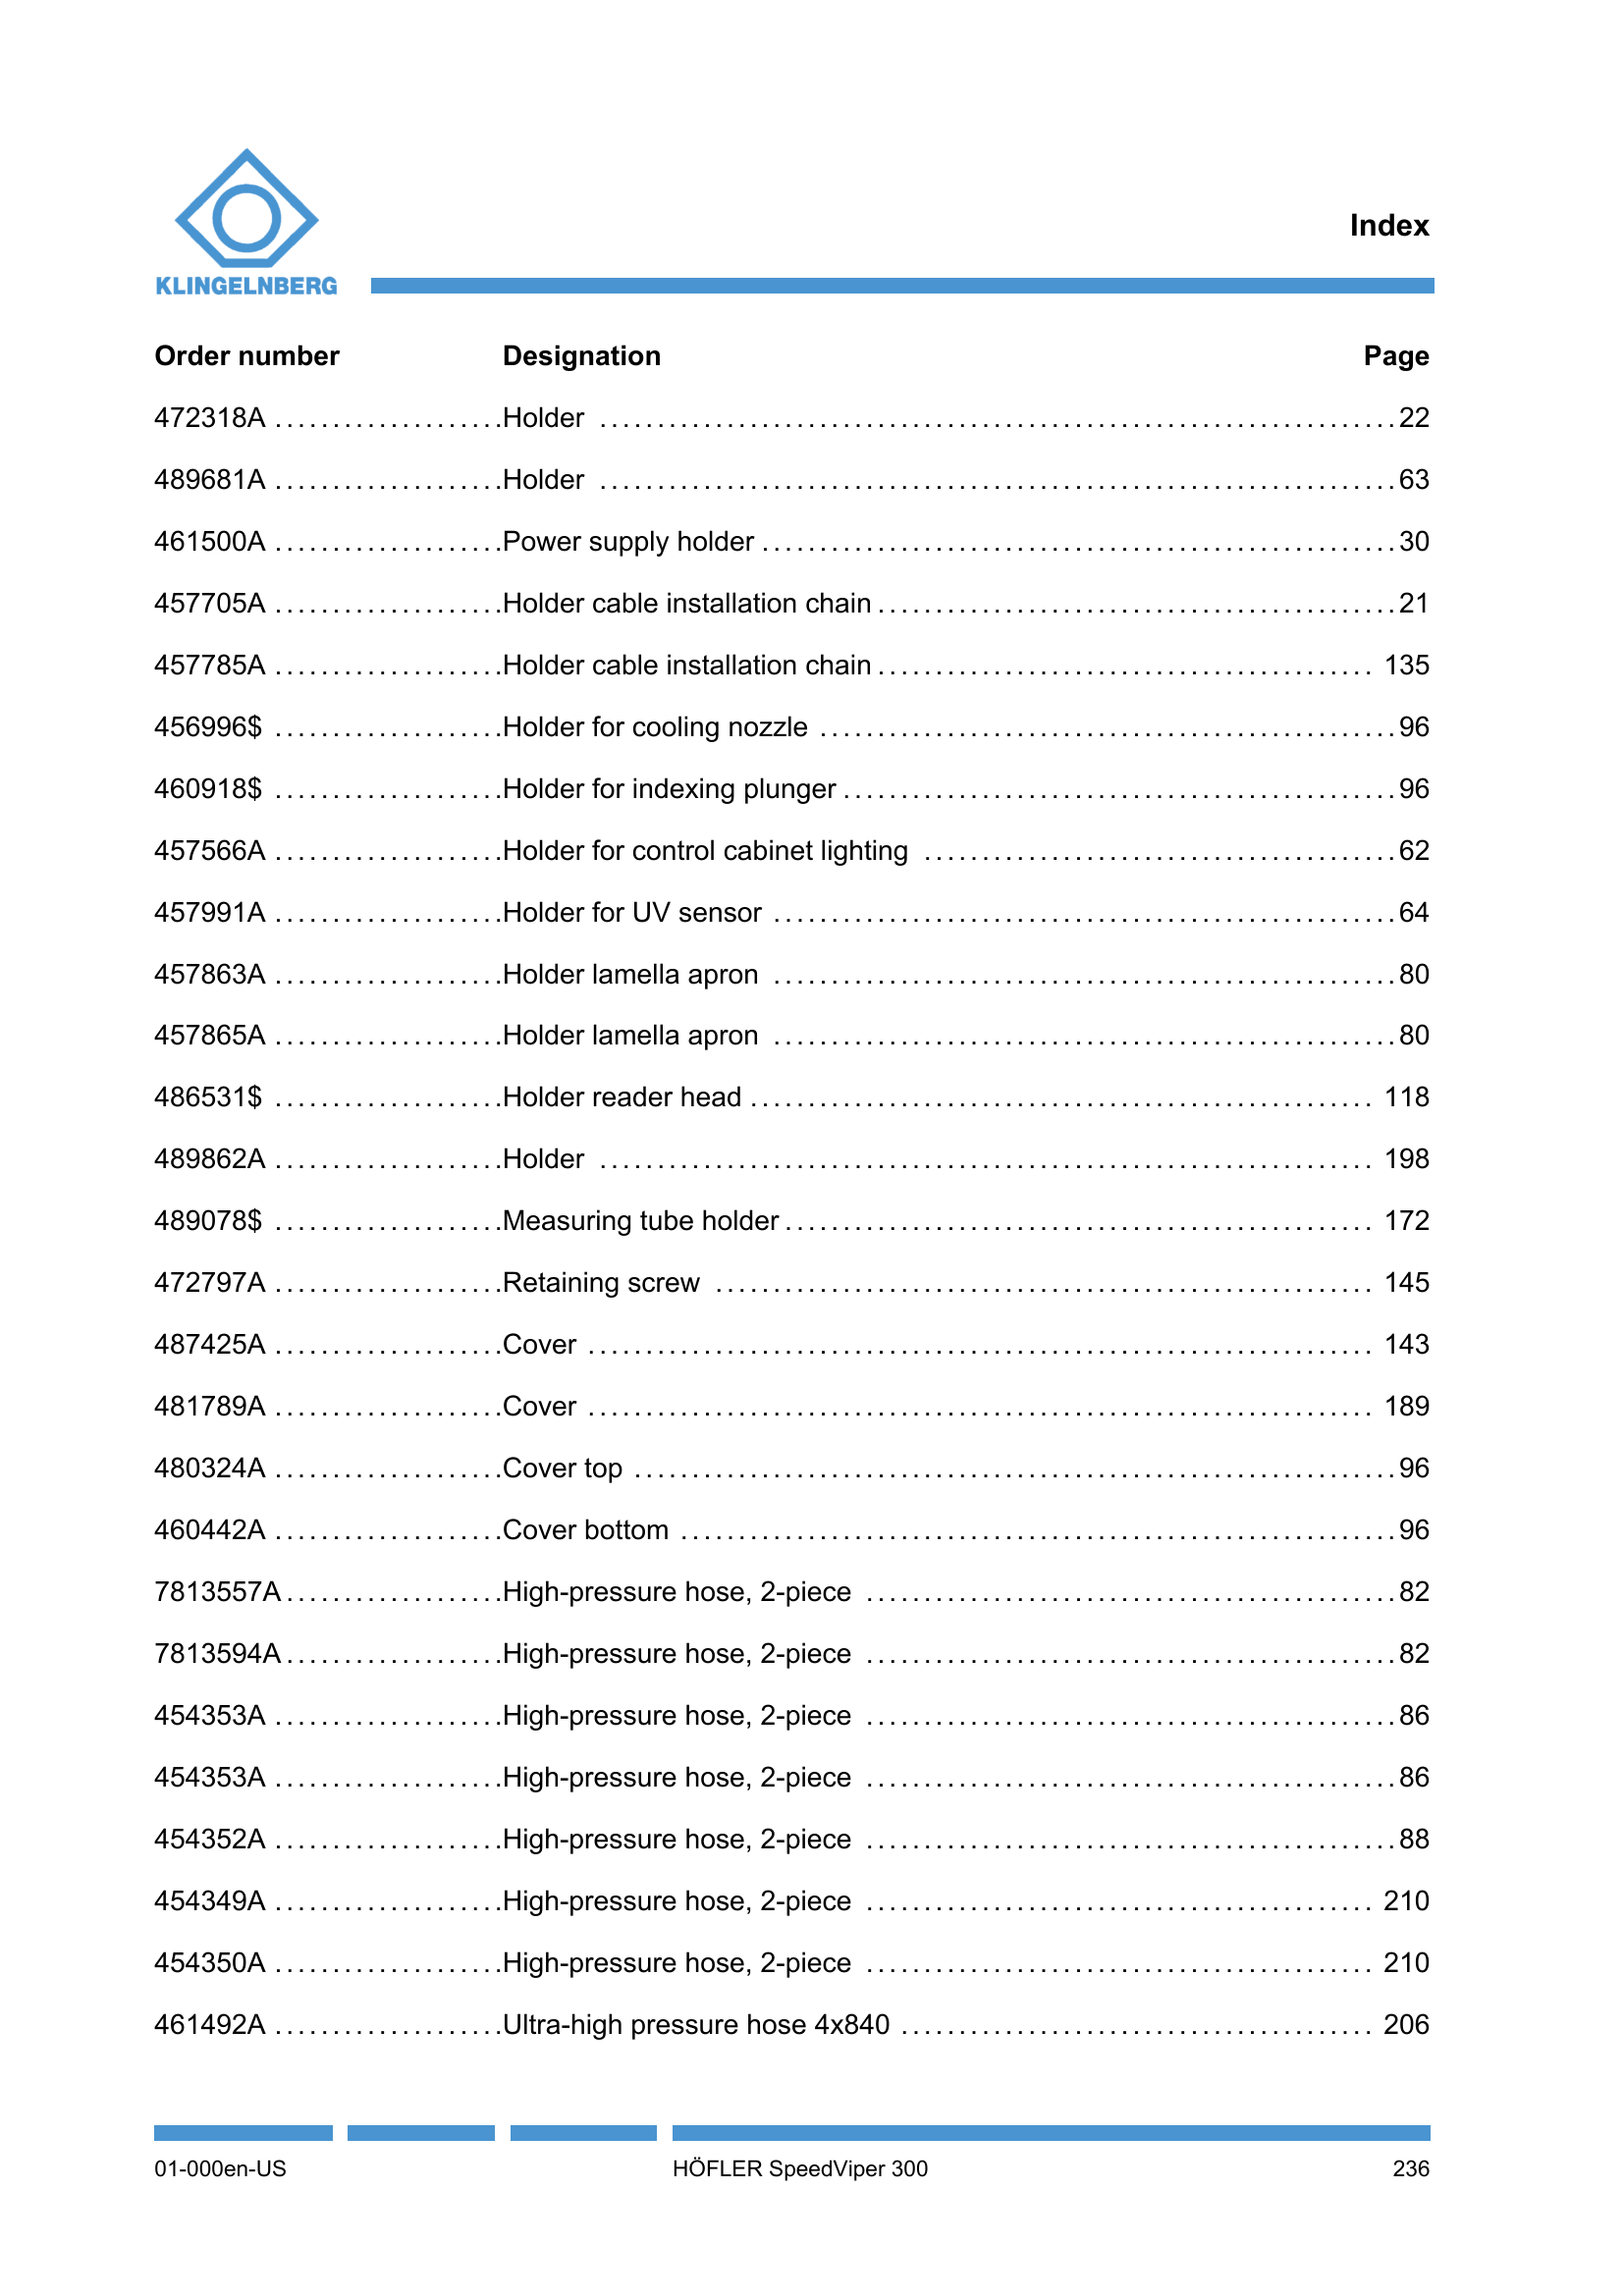 KLINGELNBERG
Index
Order number Designation Page
472318A ....................Holder ....................................................................22
489681A ....................Holder ....................................................................63
461500A ....................Power supply holder ......................................................30
457705A ....................Holder cable installation chain ............................................21
457785A ....................Holder cable installation chain .......................................... 135
456996$ ....................Holder for cooling nozzle .................................................96
460918$ ....................Holder for indexing plunger ...............................................96
457566A ....................Holder for control cabinet lighting ........................................62
457991A ....................Holder for UV sensor .....................................................64
457863A ....................Holder lamella apron .....................................................80
457865A ....................Holder lamella apron .....................................................80
486531$ ....................Holder reader head ..................................................... 118
489862A ....................Holder .................................................................. 198
489078$ ....................Measuring tube holder .................................................. 172
472797A ....................Retaining screw ........................................................ 145
487425A ....................Cover ................................................................... 143
481789A ....................Cover ................................................................... 189
480324A ....................Cover top .................................................................96
460442A ....................Cover bottom .............................................................96
7813557A ...................High-pressure hose, 2-piece ..............................................82
7813594A ...................High-pressure hose, 2-piece ..............................................82
454353A ....................High-pressure hose, 2-piece ..............................................86
454353A ....................High-pressure hose, 2-piece ..............................................86
454352A ....................High-pressure hose, 2-piece ..............................................88
454349A ....................High-pressure hose, 2-piece ............................................ 210
454350A ....................High-pressure hose, 2-piece ............................................ 210
461492A ....................Ultra-high pressure hose 4x840 ......................................... 206
01-000en-US HÖFLER SpeedViper 300 236